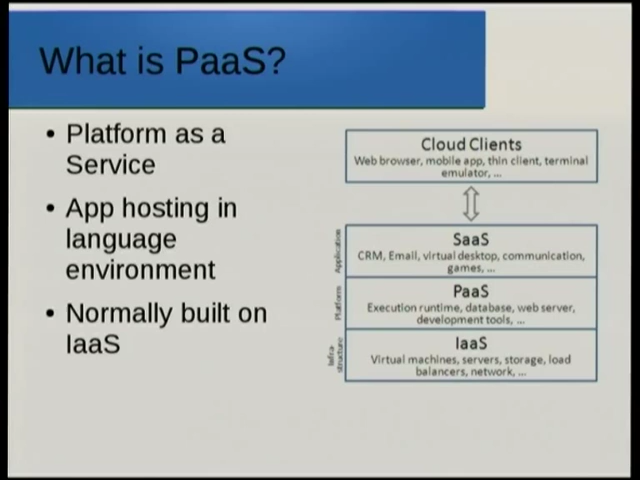 What is PaaS?
• Platform as a
Service
• App hosting in
language
environment
• Normally built on
IaaS
Cloud Clients
Web browser, mobile app, thin client, terminal
emulator, ...
Application
SaaS
CRM, Email, virtual desktop, communication,
games, ...
Platform
PaaS
Execution runtime, database, web server,
development tools, ...
Infra-
structure
IaaS
Virtual machines, servers, storage, load
balancers, network, ...